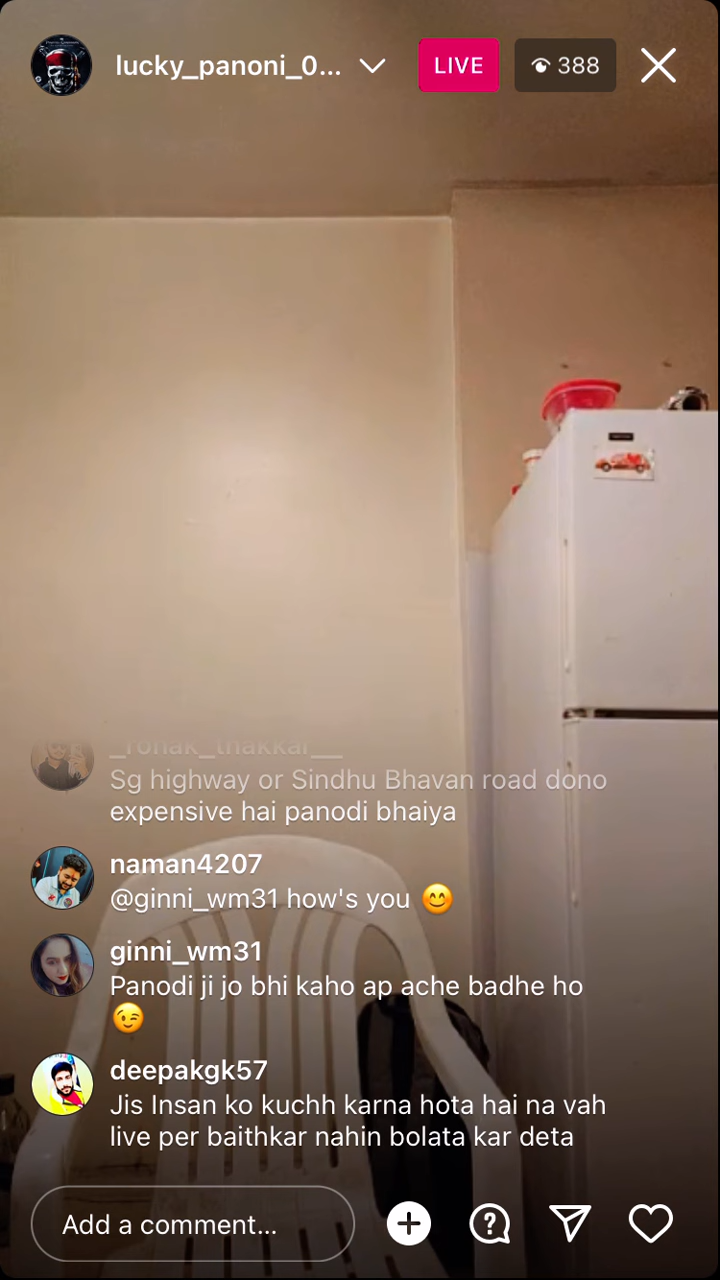 lucky_panoni_0...
LIVE
388
_ronak_thakkar__
Sg highway or Sindhu Bhavan road dono
expensive hai panodi bhaiya
naman4207
@ginni_wm31 how's you 😊
ginni_wm31
Panodi ji jo bhi kaho ap ache badhe ho
😉
deepakgk57
Jis Insan ko kuchh karna hota hai na vah
live per baithkar nahin bolata kar deta
Add a comment...